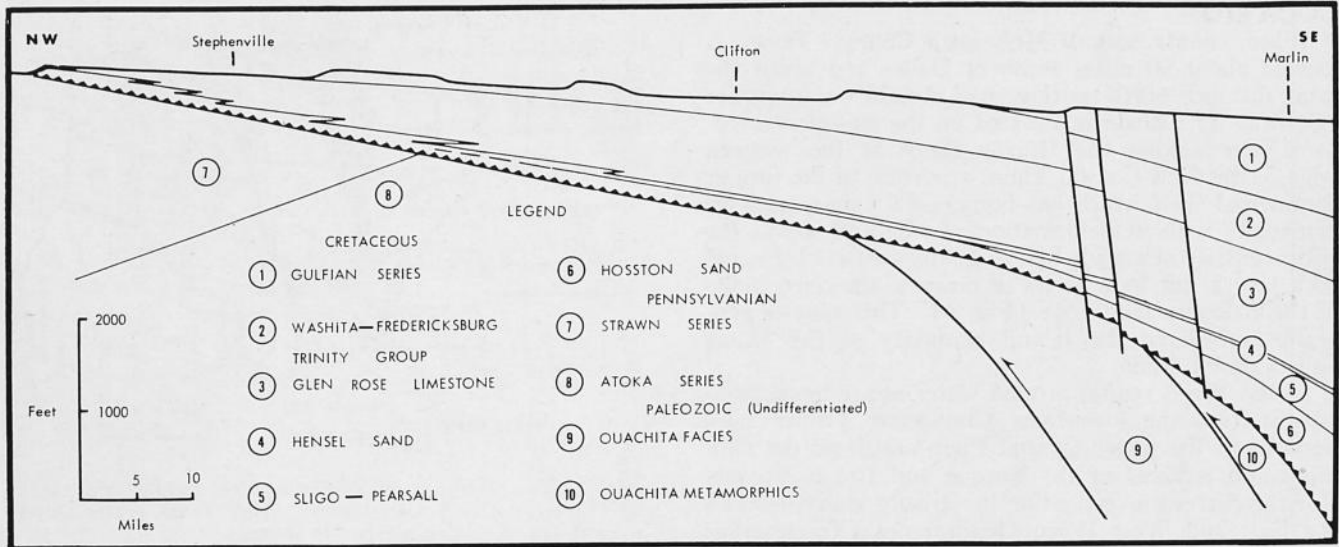 NW
Stephenville
Clifton
SE
Marlin
1
2
3
4
5
6
7
8
9
10
LEGEND
CRETACEOUS
1 GULFIAN SERIES
2 WASHITA—FREDERICKSBURG
TRINITY GROUP
3 GLEN ROSE LIMESTONE
4 HENSEL SAND
5 SLIGO — PEARSALL
6 HOSSTON SAND
PENNSYLVANIAN
7 STRAWN SERIES
8 ATOKA SERIES
PALEOZOIC (Undifferentiated)
9 OUACHITA FACIES
10 OUACHITA METAMORPHICS
2000
Feet 1000
5 10
Miles